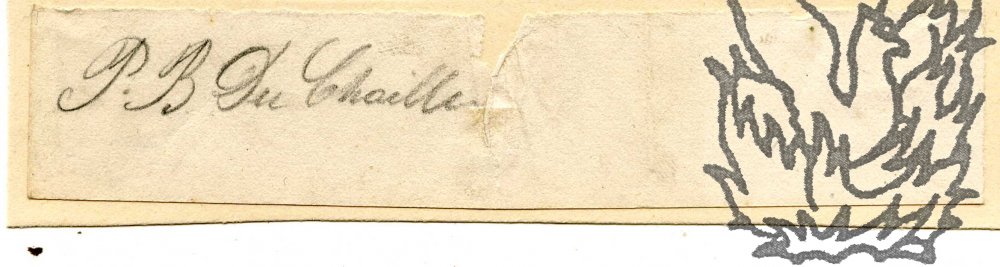 P. B. Du Chaillu